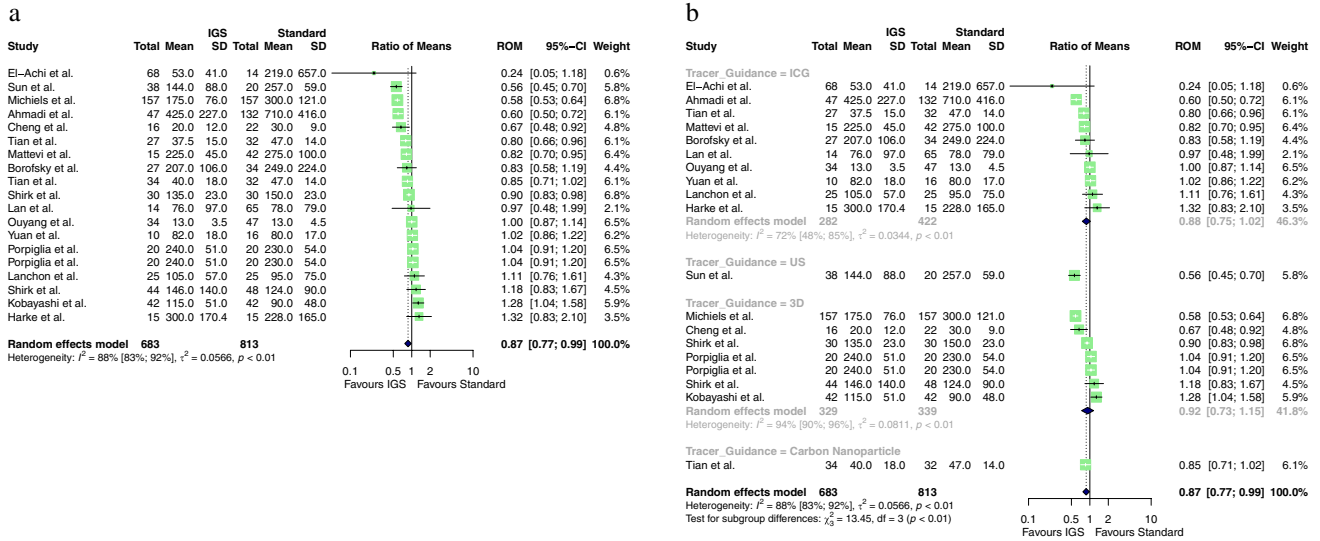 a
IGS Standard
Study Total Mean SD Total Mean SD Ratio of Means ROM 95%−CI Weight
El−Achi et al. 68 53.0 41.0 14 219.0 657.0 0.24 [0.05; 1.18] 0.6%
Sun et al. 38 144.0 88.0 20 257.0 59.0 0.56 [0.45; 0.70] 5.8%
Michiels et al. 157 175.0 76.0 157 300.0 121.0 0.58 [0.53; 0.64] 6.8%
Ahmadi et al. 47 425.0 227.0 132 710.0 416.0 0.60 [0.50; 0.72] 6.1%
Cheng et al. 16 20.0 12.0 22 30.0 9.0 0.67 [0.48; 0.92] 4.8%
Tian et al. 27 37.5 15.0 32 47.0 14.0 0.80 [0.66; 0.96] 6.0%
Mattevi et al. 15 225.0 45.0 42 275.0 100.0 0.82 [0.70; 0.95] 6.4%
Borofsky et al. 27 207.0 106.0 34 249.0 224.0 0.83 [0.58; 1.19] 4.4%
Tian et al. 34 40.0 18.0 32 47.0 14.0 0.85 [0.71; 1.02] 6.1%
Shirk et al. 30 135.0 23.0 30 150.0 23.0 0.90 [0.83; 0.98] 6.8%
Lan et al. 14 76.0 97.0 65 78.0 79.0 0.97 [0.48; 1.99] 2.1%
Ouyang et al. 34 13.0 3.5 47 13.0 4.5 1.00 [0.87; 1.14] 6.5%
Yuan et al. 10 82.0 18.0 16 80.0 17.0 1.02 [0.86; 1.22] 6.2%
Porpiglia et al. 20 240.0 51.0 20 230.0 54.0 1.04 [0.91; 1.20] 6.5%
Porpiglia et al. 20 240.0 51.0 20 230.0 54.0 1.04 [0.91; 1.20] 6.5%
Lanchon et al. 25 105.0 57.0 25 95.0 75.0 1.11 [0.76; 1.61] 4.3%
Shirk et al. 44 146.0 140.0 48 124.0 90.0 1.18 [0.83; 1.67] 4.5%
Kobayashi et al. 42 115.0 51.0 42 90.0 48.0 1.28 [1.04; 1.58] 5.9%
Harke et al. 15 300.0 170.4 15 228.0 165.0 1.32 [0.83; 2.10] 3.5%
Random effects model 683 813 0.87 [0.77; 0.99] 100.0%
Heterogeneity: I² = 88% [83%; 92%], τ² = 0.0566, p < 0.01
0.1 0.5 1 2 10
Favours IGS Favours Standard
b
IGS Standard
Study Total Mean SD Total Mean SD Ratio of Means ROM 95%−CI Weight
Tracer_Guidance = ICG
El−Achi et al. 68 53.0 41.0 14 219.0 657.0 0.24 [0.05; 1.18] 0.6%
Ahmadi et al. 47 425.0 227.0 132 710.0 416.0 0.60 [0.50; 0.72] 6.1%
Tian et al. 27 37.5 15.0 32 47.0 14.0 0.80 [0.66; 0.96] 6.0%
Mattevi et al. 15 225.0 45.0 42 275.0 100.0 0.82 [0.70; 0.95] 6.4%
Borofsky et al. 27 207.0 106.0 34 249.0 224.0 0.83 [0.58; 1.19] 4.4%
Lan et al. 14 76.0 97.0 65 78.0 79.0 0.97 [0.48; 1.99] 2.1%
Ouyang et al. 34 13.0 3.5 47 13.0 4.5 1.00 [0.87; 1.14] 6.5%
Yuan et al. 10 82.0 18.0 16 80.0 17.0 1.02 [0.86; 1.22] 6.2%
Lanchon et al. 25 105.0 57.0 25 95.0 75.0 1.11 [0.76; 1.61] 4.3%
Harke et al. 15 300.0 170.4 15 228.0 165.0 1.32 [0.83; 2.10] 3.5%
Random effects model 282 422 0.88 [0.75; 1.02] 46.3%
Heterogeneity: I² = 72% [48%; 85%], τ² = 0.0344, p < 0.01
Tracer_Guidance = US
Sun et al. 38 144.0 88.0 20 257.0 59.0 0.56 [0.45; 0.70] 5.8%
Tracer_Guidance = 3D
Michiels et al. 157 175.0 76.0 157 300.0 121.0 0.58 [0.53; 0.64] 6.8%
Cheng et al. 16 20.0 12.0 22 30.0 9.0 0.67 [0.48; 0.92] 4.8%
Shirk et al. 30 135.0 23.0 30 150.0 23.0 0.90 [0.83; 0.98] 6.8%
Porpiglia et al. 20 240.0 51.0 20 230.0 54.0 1.04 [0.91; 1.20] 6.5%
Porpiglia et al. 20 240.0 51.0 20 230.0 54.0 1.04 [0.91; 1.20] 6.5%
Shirk et al. 44 146.0 140.0 48 124.0 90.0 1.18 [0.83; 1.67] 4.5%
Kobayashi et al. 42 115.0 51.0 42 90.0 48.0 1.28 [1.04; 1.58] 5.9%
Random effects model 329 339 0.92 [0.73; 1.15] 41.8%
Heterogeneity: I² = 94% [90%; 96%], τ² = 0.0811, p < 0.01
Tracer_Guidance = Carbon Nanoparticle
Tian et al. 34 40.0 18.0 32 47.0 14.0 0.85 [0.71; 1.02] 6.1%
Random effects model 683 813 0.87 [0.77; 0.99] 100.0%
Heterogeneity: I² = 88% [83%; 92%], τ² = 0.0566, p < 0.01
Test for subgroup differences: χ²₃ = 13.45, df = 3 (p < 0.01)
0.1 0.5 1 2 10
Favours IGS Favours Standard